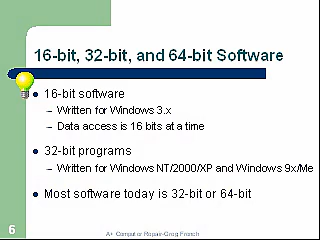 16-bit, 32-bit, and 64-bit Software
16-bit software
– Written for Windows 3.x
– Data access is 16 bits at a time
32-bit programs
– Written for Windows NT/2000/XP and Windows 9x/Me
Most software today is 32-bit or 64-bit
6
A+ Computer Repair-Greg French